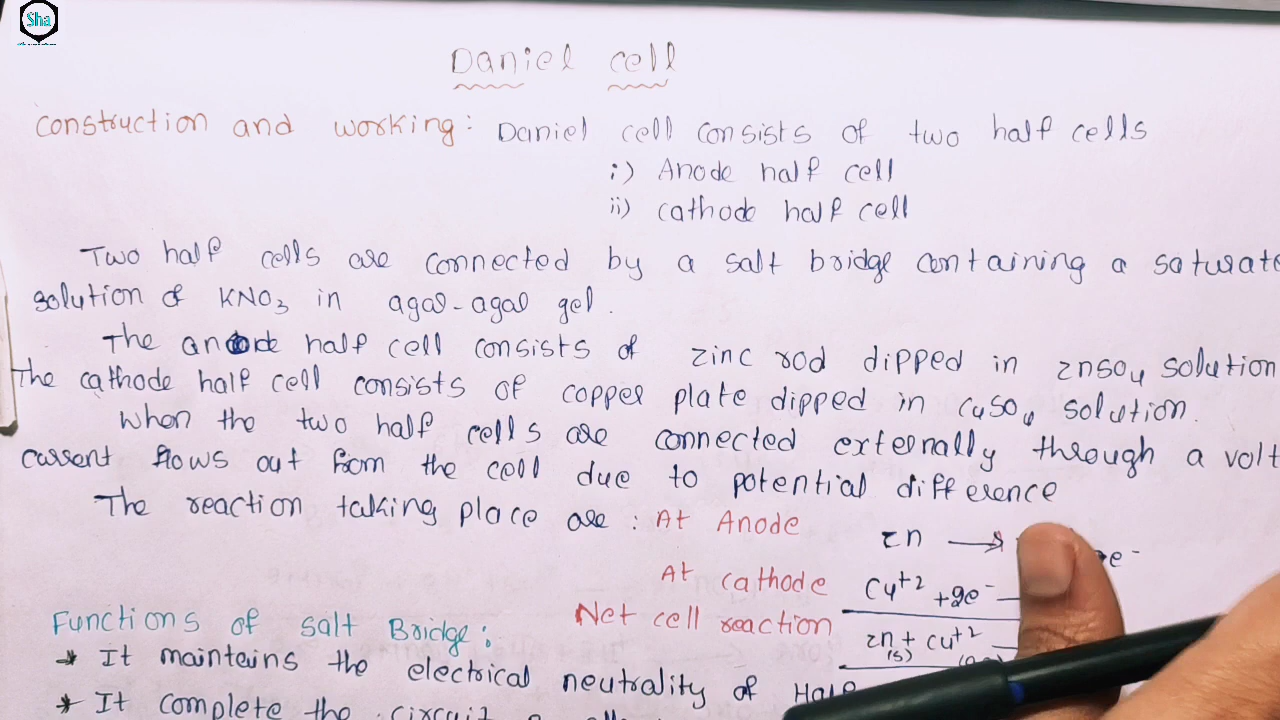 Sha
Daniel cell
construction and working: Daniel cell consists of two half cells
i) Anode half cell
ii) cathode half cell
Two half cells are connected by a salt bridge containing a saturate
solution of KNO3 in agar-agar gel.
The anode half cell consists of zinc rod dipped in znso4 solution
The cathode half cell consists of copper plate dipped in cuso4 solution.
when the two half cells are connected externally through a volt
current flows out from the cell due to potential difference
The reaction taking place are: At Anode zn → e-
At cathode Cu+2 +2e-
Net cell reaction zn(s) + cu+2
Functions of salt Bridge:
→ It maintains the electrical neutrality of Half
→ It complete the circuit